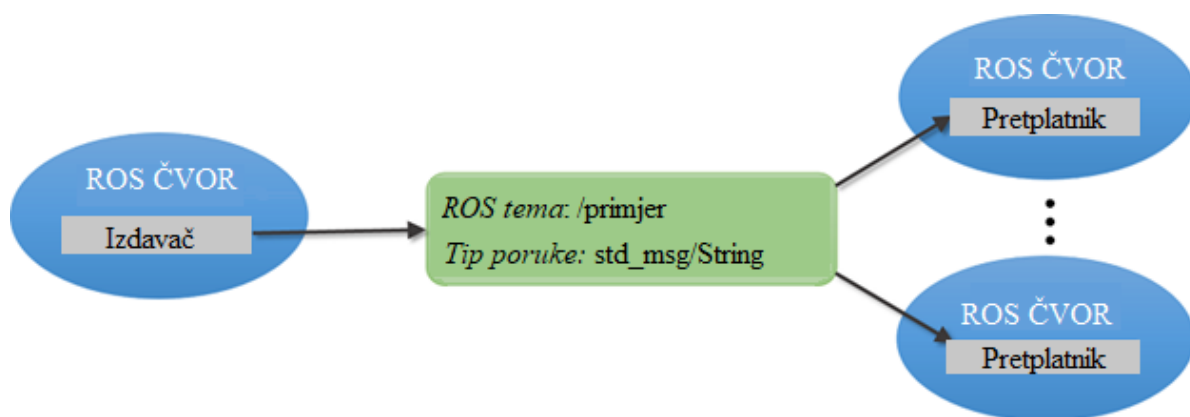 ROS ČVOR
Izdavač
ROS tema: /primjer
Tip poruke: std_msg/String
ROS ČVOR
Pretplatnik
ROS ČVOR
Pretplatnik